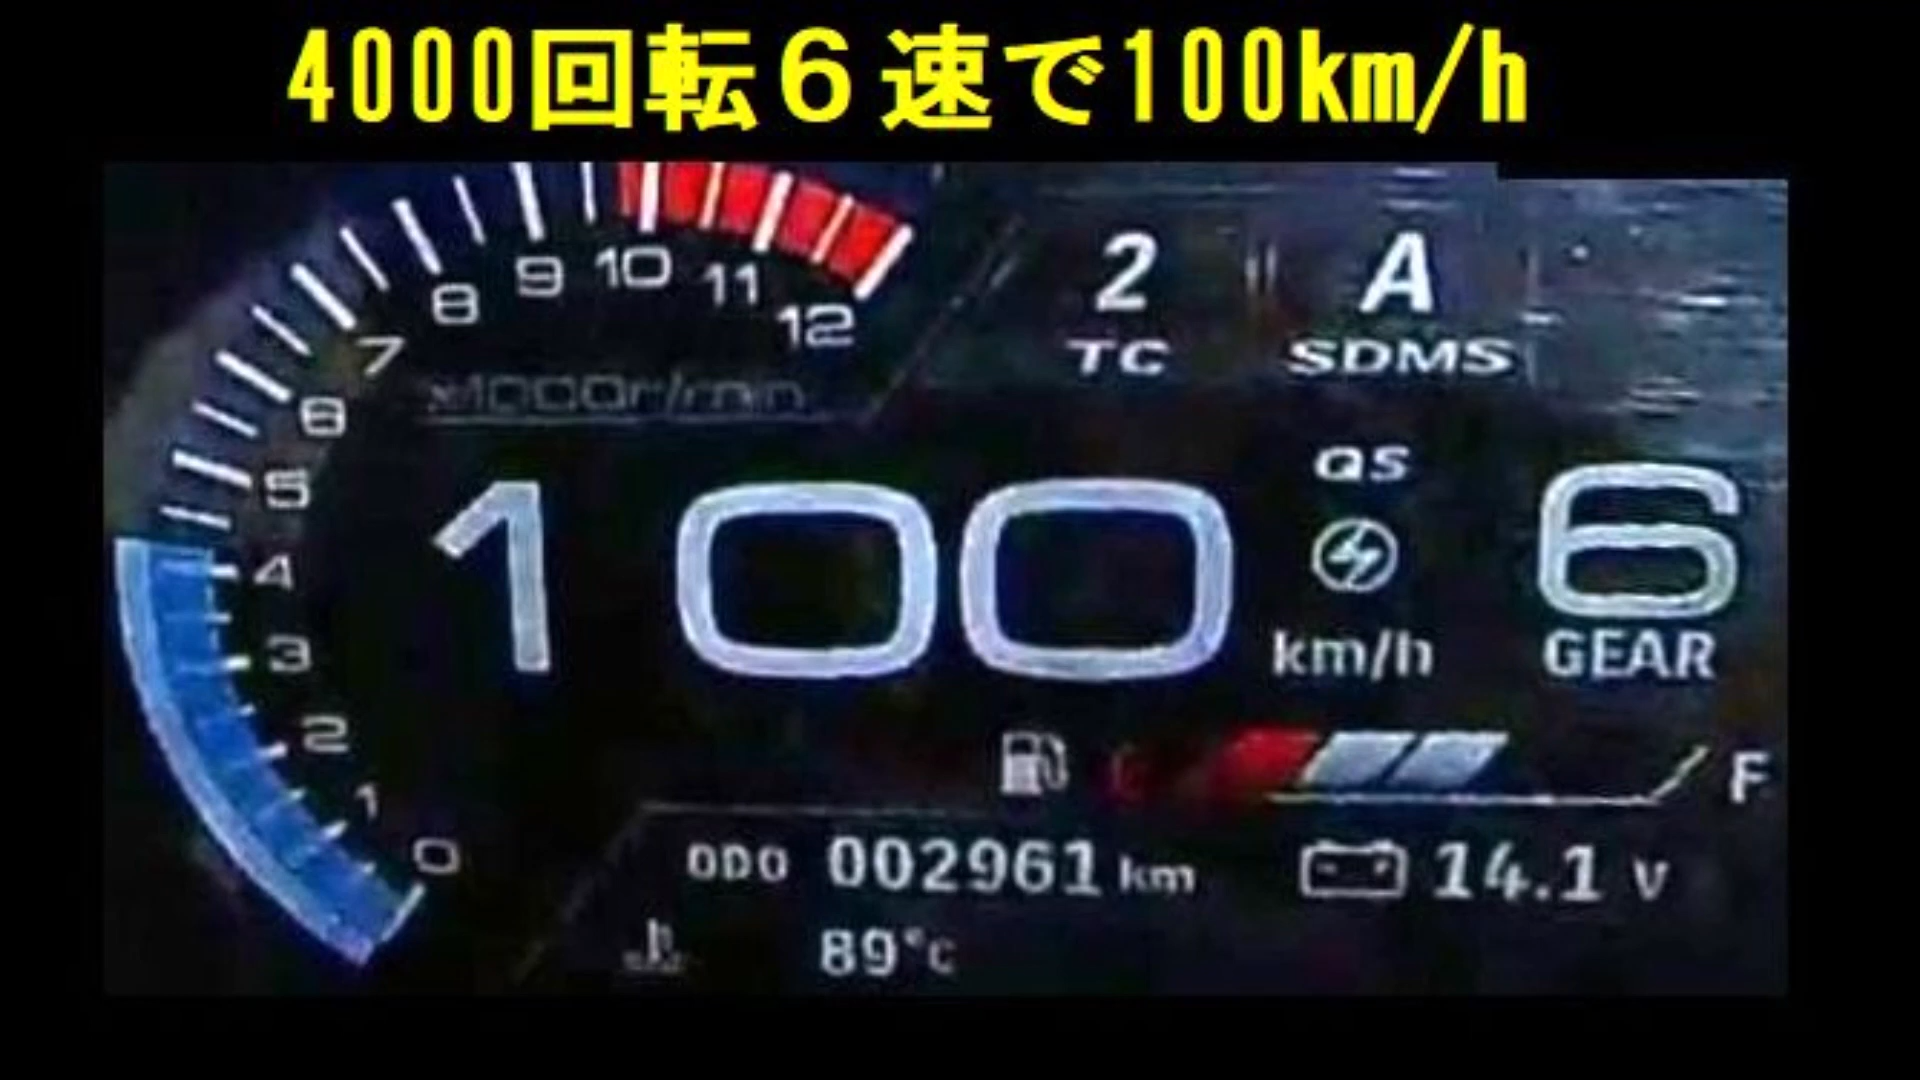 4000回転６速で100km/h
2 A
TC SDMS
12
11
10
9
8
7
6
5
4
3
2
1
0
x1000r/min
100 km/h
QS
6
GEAR
F
ODO 002961 km
14.1 V
89°C